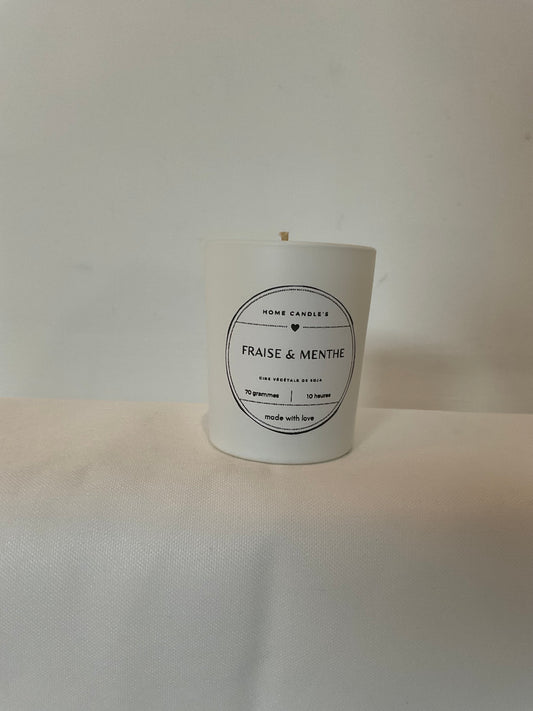 HOME CANDLE'S
FRAISE & MENTHE
CIRE VÉGÉTALE DE SOJA
70 grammes | 10 heures
made with love